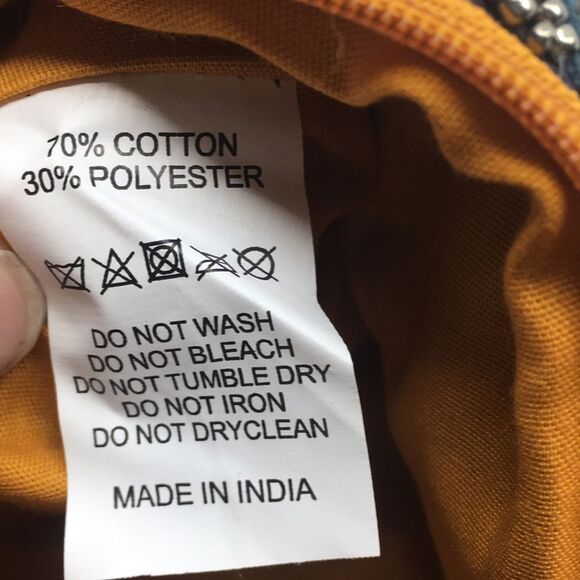 70% COTTON
30% POLYESTER
DO NOT WASH
DO NOT BLEACH
DO NOT TUMBLE DRY
DO NOT IRON
DO NOT DRYCLEAN
MADE IN INDIA